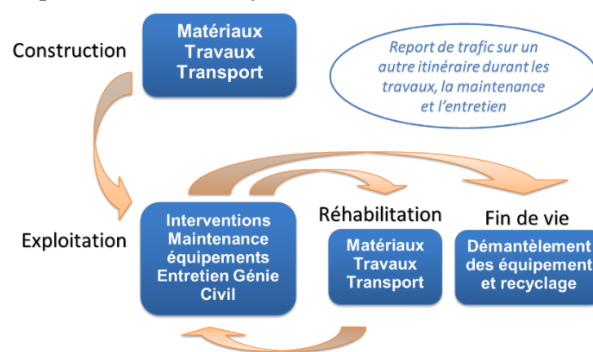 Construction
Matériaux
Travaux
Transport
Report de trafic sur un
autre itinéraire durant les
travaux, la maintenance
et l'entretien
Exploitation
Interventions
Maintenance
équipements
Entretien Génie
Civil
Réhabilitation
Matériaux
Travaux
Transport
Fin de vie
Démantèlement
des équipement
et recyclage